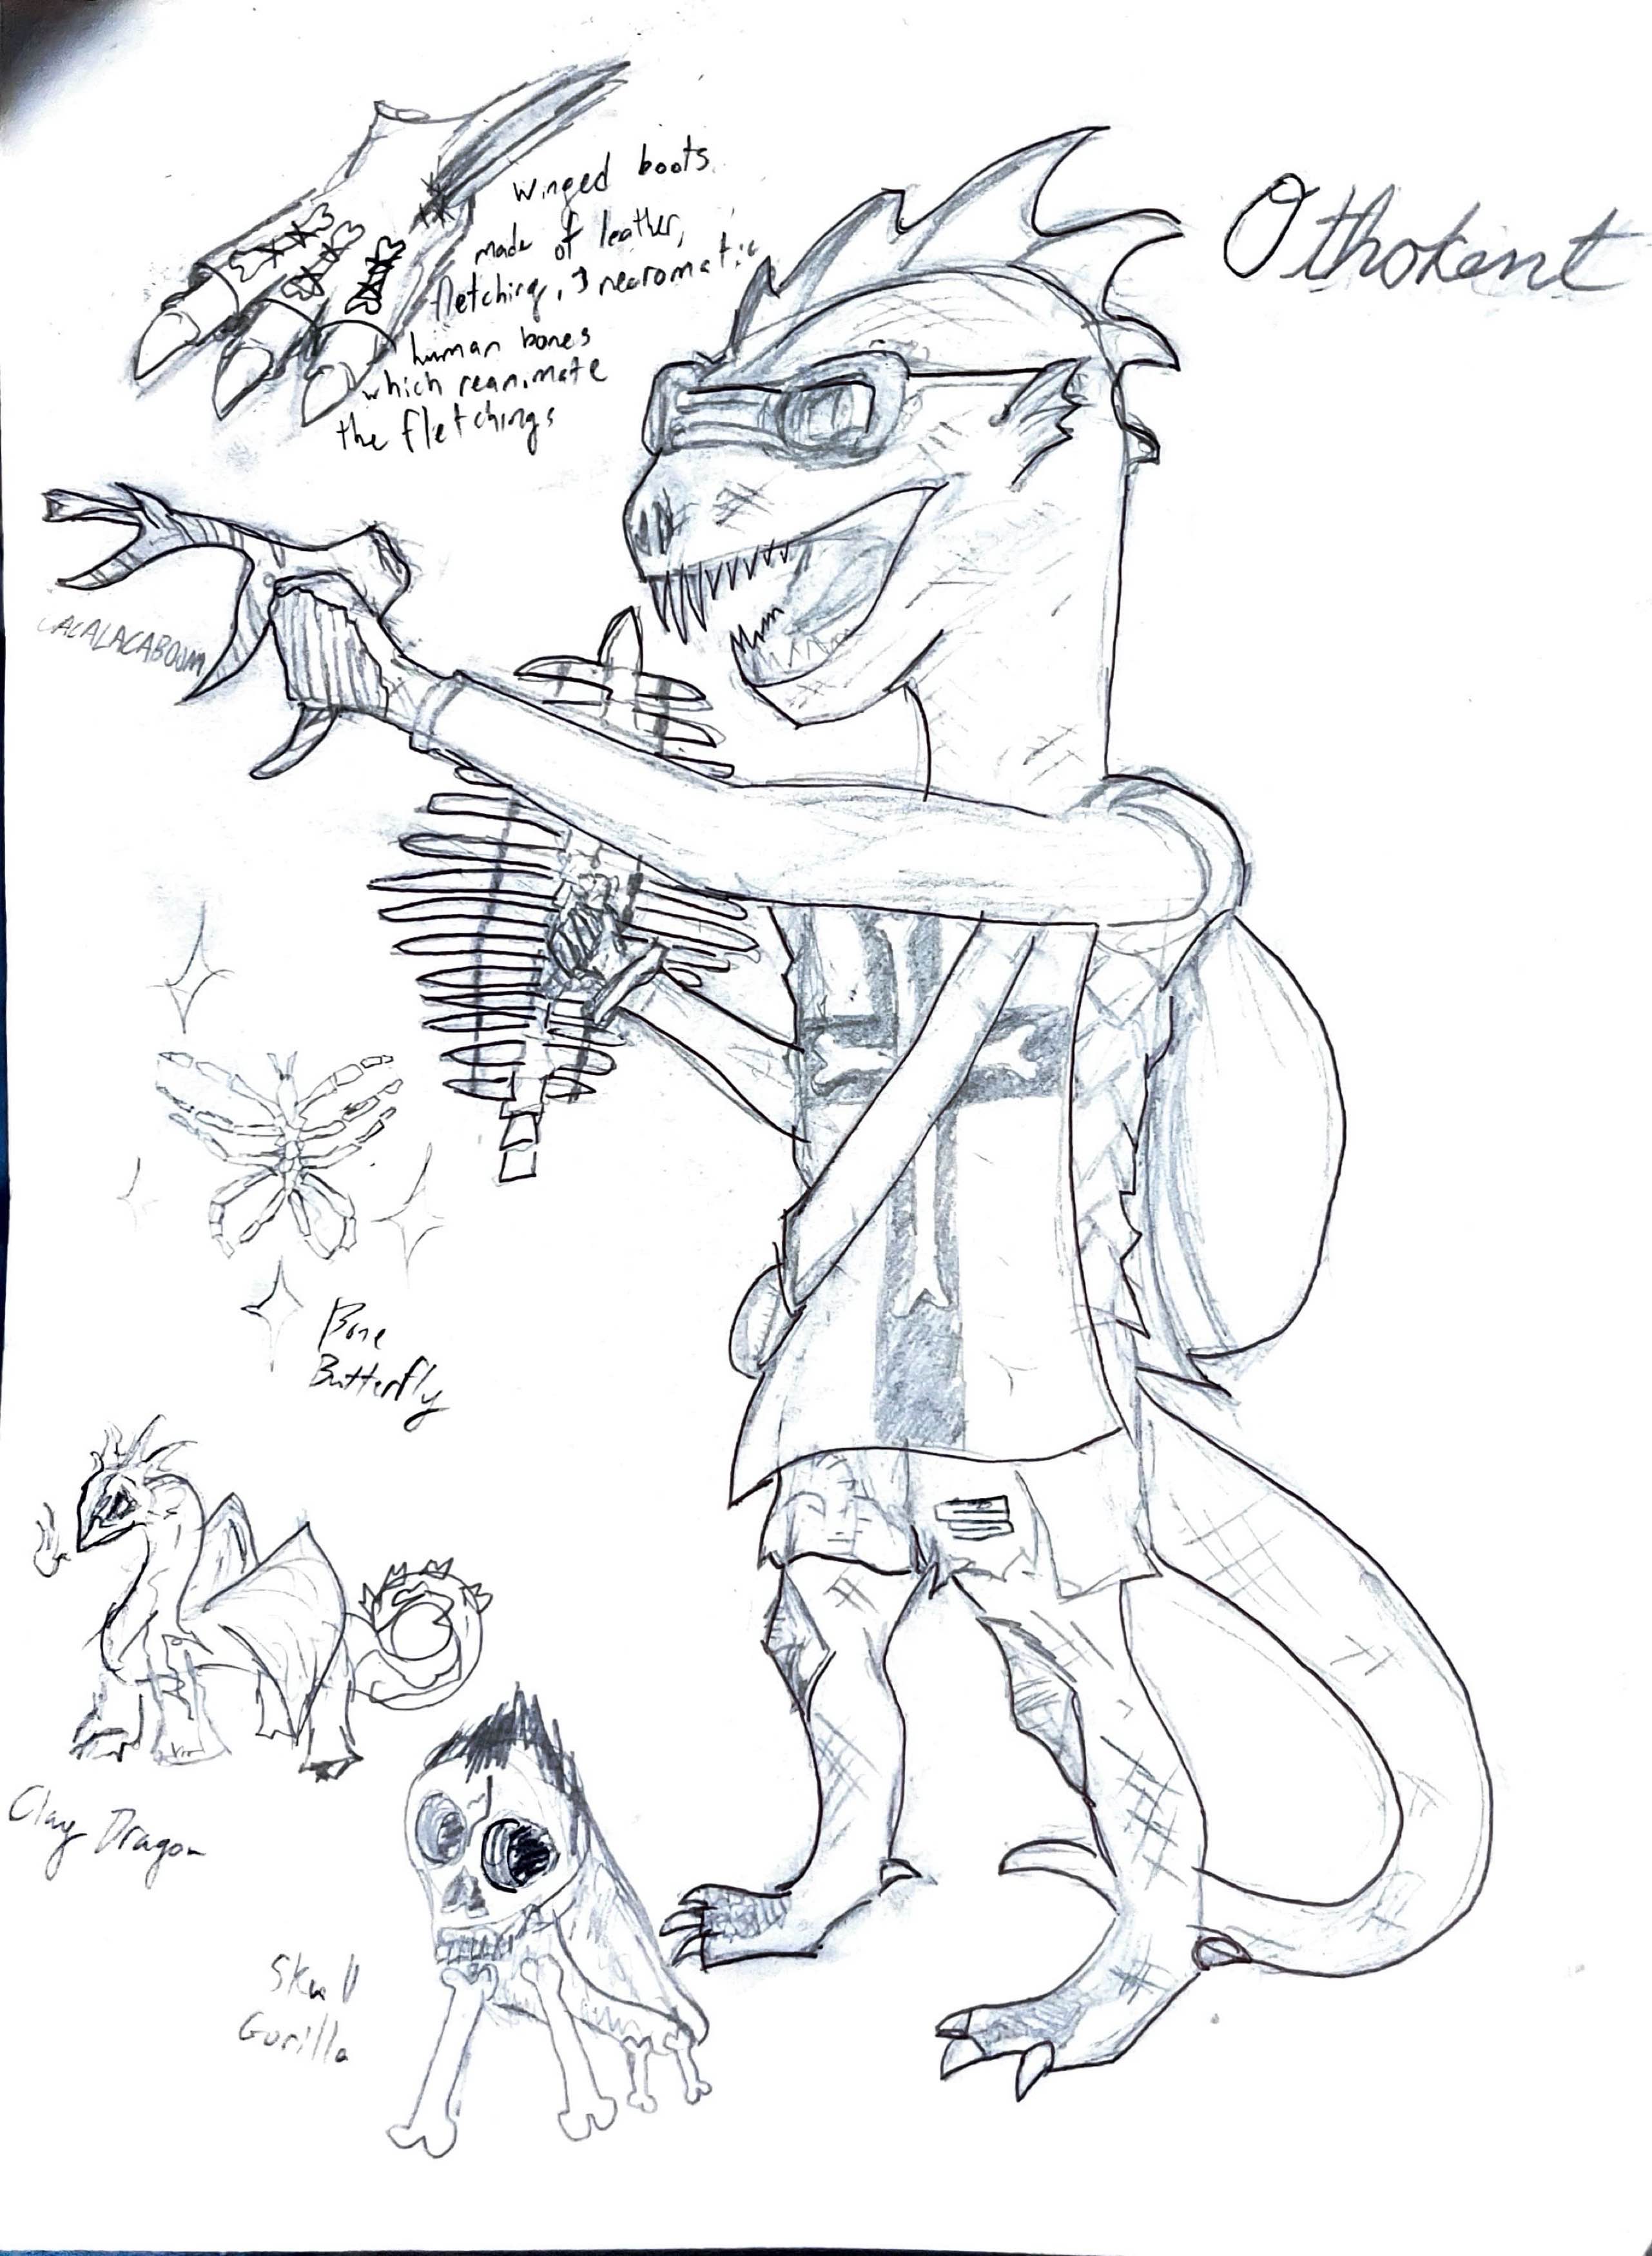 Othokent
winged boots
made of leather,
fletching, & necromatic
human bones
which reanimate
the fletchings
Bone
Butterfly
Clay Dragon
Skull
Gorilla